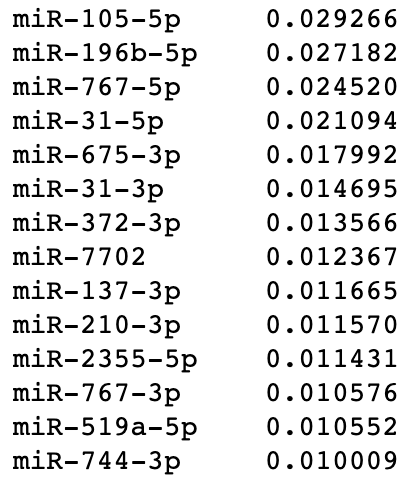 miR-105-5p 0.029266
miR-196b-5p 0.027182
miR-767-5p 0.024520
miR-31-5p 0.021094
miR-675-3p 0.017992
miR-31-3p 0.014695
miR-372-3p 0.013566
miR-7702 0.012367
miR-137-3p 0.011665
miR-210-3p 0.011570
miR-2355-5p 0.011431
miR-767-3p 0.010576
miR-519a-5p 0.010552
miR-744-3p 0.010009